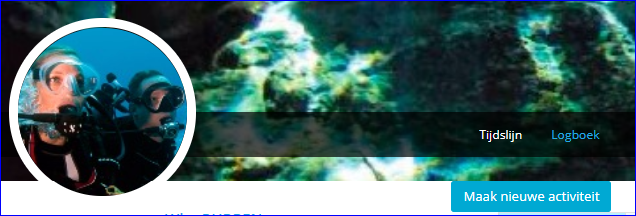 Tijdslijn Logboek
Maak nieuwe activiteit